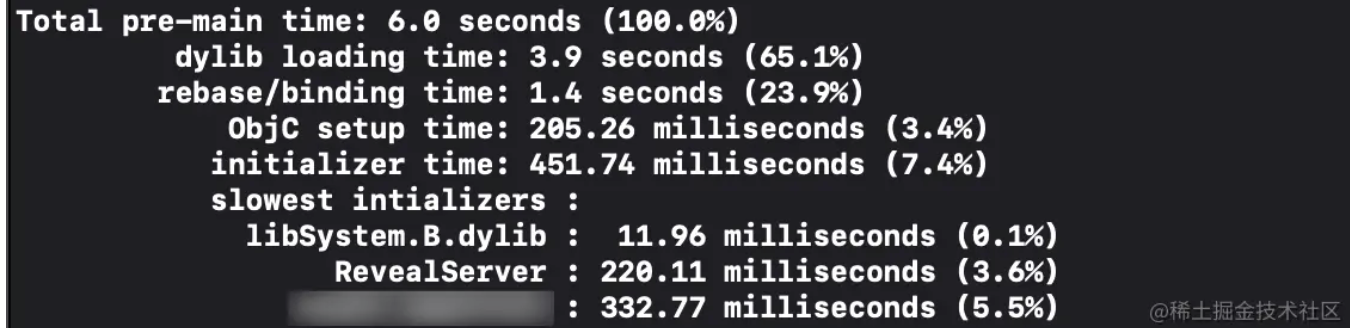 Total pre-main time: 6.0 seconds (100.0%)
dylib loading time: 3.9 seconds (65.1%)
rebase/binding time: 1.4 seconds (23.9%)
ObjC setup time: 205.26 milliseconds (3.4%)
initializer time: 451.74 milliseconds (7.4%)
slowest intializers :
libSystem.B.dylib : 11.96 milliseconds (0.1%)
RevealServer : 220.11 milliseconds (3.6%)
: 332.77 milliseconds (5.5%)
@稀土掘金技术社区